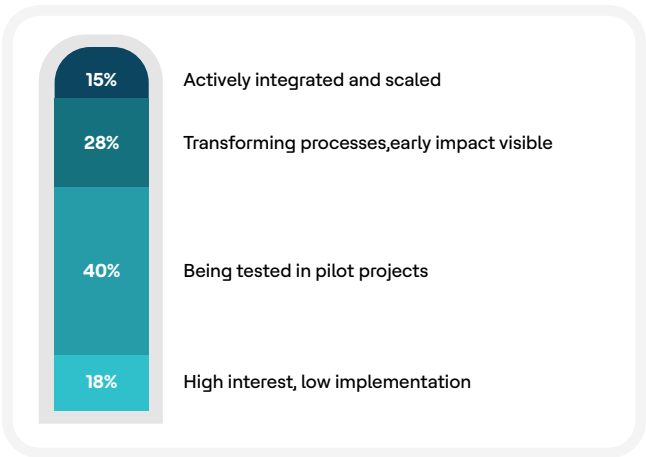 15% Actively integrated and scaled
28% Transforming processes,early impact visible
40% Being tested in pilot projects
18% High interest, low implementation